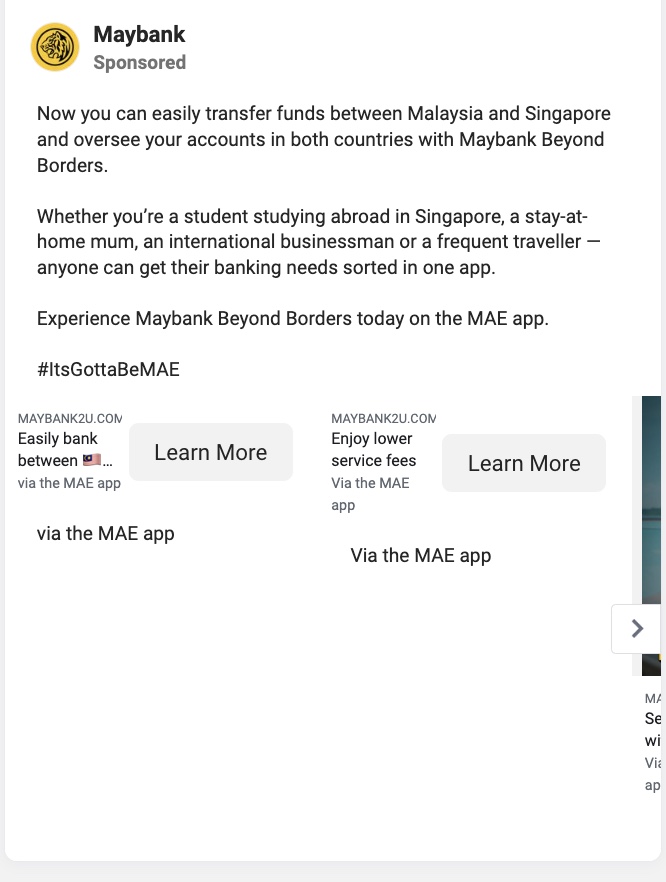 Maybank
Sponsored
Now you can easily transfer funds between Malaysia and Singapore
and oversee your accounts in both countries with Maybank Beyond
Borders.
Whether you’re a student studying abroad in Singapore, a stay-at-
home mum, an international businessman or a frequent traveller —
anyone can get their banking needs sorted in one app.
Experience Maybank Beyond Borders today on the MAE app.
#ItsGottaBeMAE
MAYBANK2U.COM
Easily bank
between 🇲🇾...
via the MAE app
Learn More
via the MAE app
MAYBANK2U.COM
Enjoy lower
service fees
Via the MAE
app
Learn More
Via the MAE app
MA
Se
wi
Via
ap